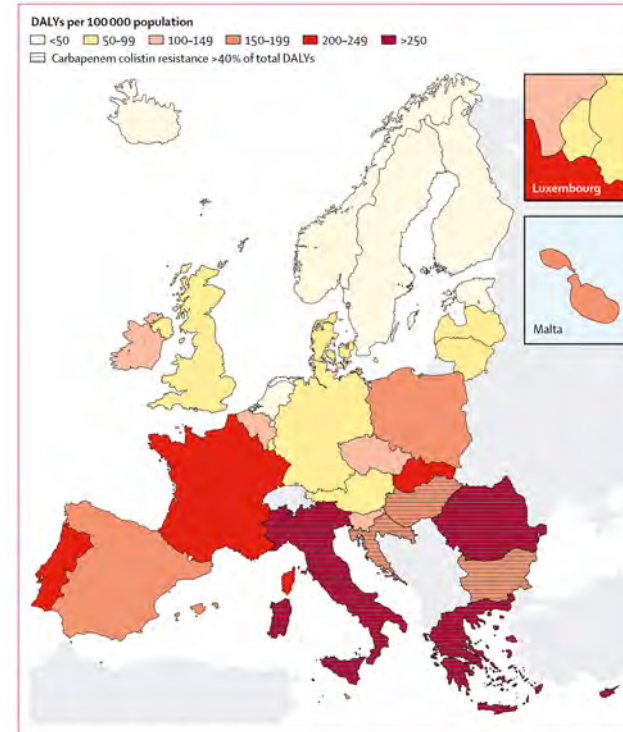 DALYs per 100 000 population
<50 50–99 100–149 150–199 200–249 >250
Carbapenem colistin resistance >40% of total DALYs
Luxembourg
Malta